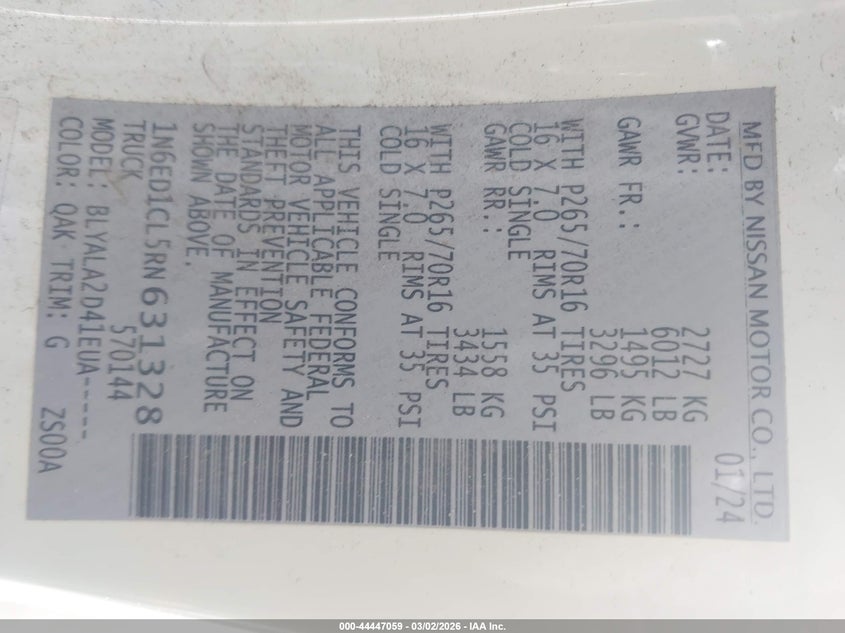 MFD BY NISSAN MOTOR CO., LTD.
DATE: 01/24
GVWR: 2727 KG
6012 LB
GAWR FR.: 1495 KG
3296 LB
WITH P265/70R16 TIRES
16 X 7.0 RIMS AT 35 PSI
COLD SINGLE
GAWR RR.: 1558 KG
3434 LB
WITH P265/70R16 TIRES
16 X 7.0 RIMS AT 35 PSI
COLD SINGLE
THIS VEHICLE CONFORMS TO
ALL APPLICABLE FEDERAL
MOTOR VEHICLE SAFETY AND
THEFT PREVENTION
STANDARDS IN EFFECT ON
THE DATE OF MANUFACTURE
SHOWN ABOVE.
1N6ED1CL5RN631328
TRUCK 570144
MODEL: BLYALA2D41EUA-----
COLOR: QAK TRIM: G ZS00A
000-44447059 - 03/02/2026 - IAA Inc.